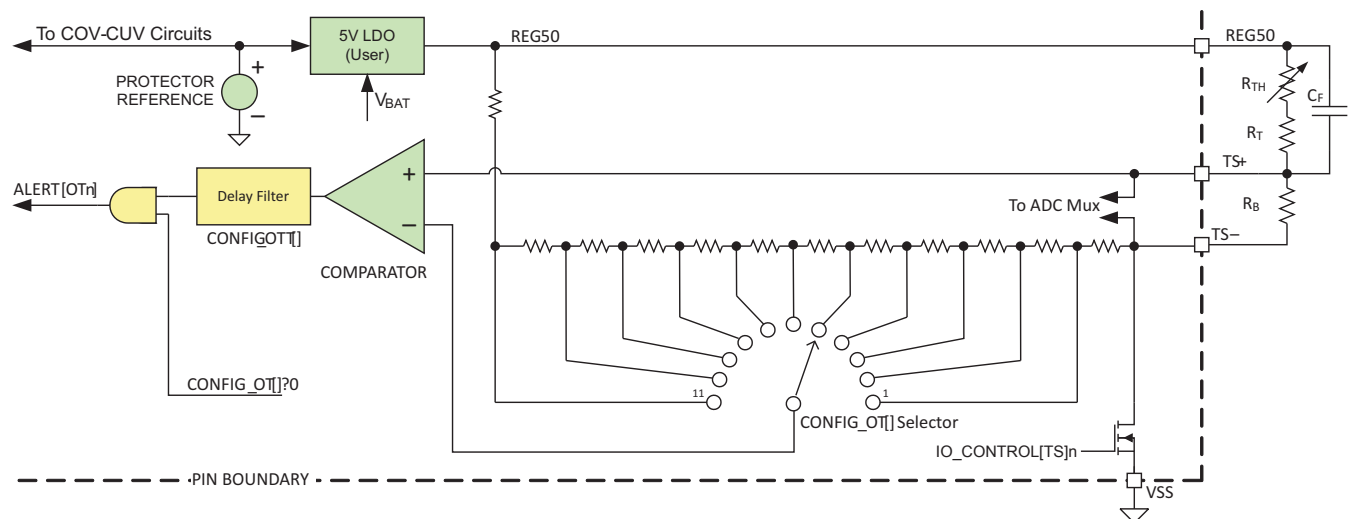 To COV-CUV Circuits
5V LDO
(User)
REG50
REG50
PROTECTOR
REFERENCE
+
−
VBAT
RTH
CF
RT
ALERT[OTn]
Delay Filter
CONFIGOTT[]
+
−
COMPARATOR
TS+
To ADC Mux
RB
TS−
CONFIG_OT[]?0
11
1
CONFIG_OT[] Selector
IO_CONTROL[TS]n
PIN BOUNDARY
VSS